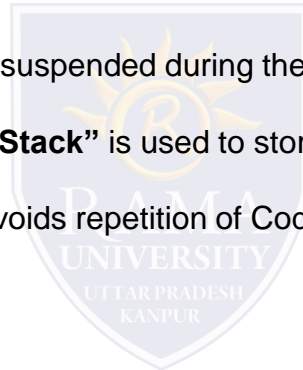 suspended during the
Stack” is used to stor
voids repetition of Coc
RAMA
UNIVERSITY
UTTAR PRADESH
KANPUR